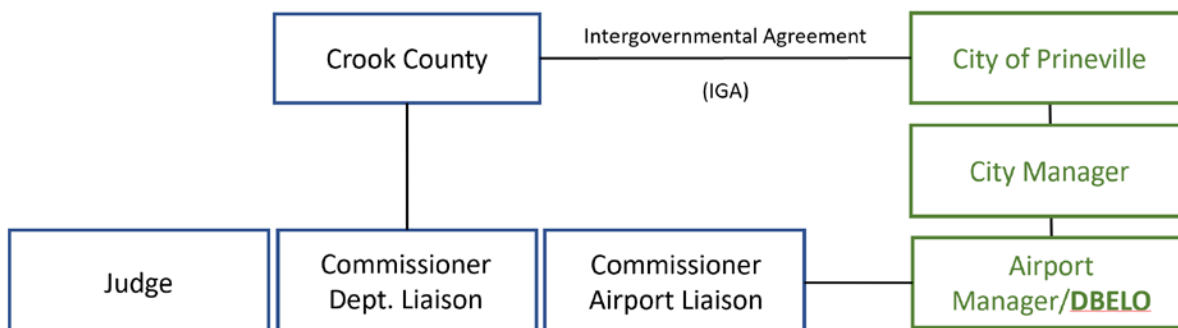 Crook County
Intergovernmental Agreement
(IGA)
City of Prineville
City Manager
Judge
Commissioner
Dept. Liaison
Commissioner
Airport Liaison
Airport
Manager/DBELO